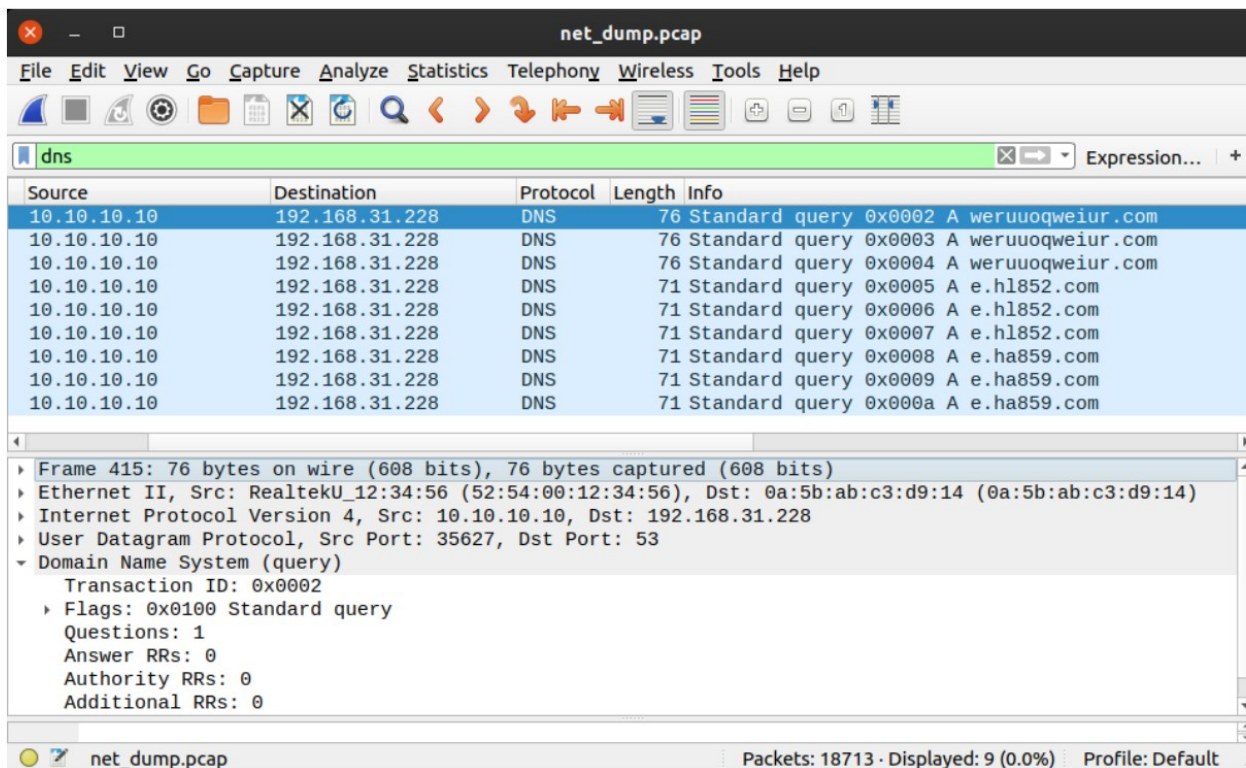 net_dump.pcap
File Edit View Go Capture Analyze Statistics Telephony Wireless Tools Help
dns Expression... +
Source Destination Protocol Length Info
10.10.10.10 192.168.31.228 DNS 76 Standard query 0x0002 A weruuoqweiur.com
10.10.10.10 192.168.31.228 DNS 76 Standard query 0x0003 A weruuoqweiur.com
10.10.10.10 192.168.31.228 DNS 76 Standard query 0x0004 A weruuoqweiur.com
10.10.10.10 192.168.31.228 DNS 71 Standard query 0x0005 A e.hl852.com
10.10.10.10 192.168.31.228 DNS 71 Standard query 0x0006 A e.hl852.com
10.10.10.10 192.168.31.228 DNS 71 Standard query 0x0007 A e.hl852.com
10.10.10.10 192.168.31.228 DNS 71 Standard query 0x0008 A e.ha859.com
10.10.10.10 192.168.31.228 DNS 71 Standard query 0x0009 A e.ha859.com
10.10.10.10 192.168.31.228 DNS 71 Standard query 0x000a A e.ha859.com
Frame 415: 76 bytes on wire (608 bits), 76 bytes captured (608 bits)
Ethernet II, Src: RealtekU_12:34:56 (52:54:00:12:34:56), Dst: 0a:5b:ab:c3:d9:14 (0a:5b:ab:c3:d9:14)
Internet Protocol Version 4, Src: 10.10.10.10, Dst: 192.168.31.228
User Datagram Protocol, Src Port: 35627, Dst Port: 53
Domain Name System (query)
Transaction ID: 0x0002
Flags: 0x0100 Standard query
Questions: 1
Answer RRs: 0
Authority RRs: 0
Additional RRs: 0
net_dump.pcap Packets: 18713 · Displayed: 9 (0.0%) Profile: Default